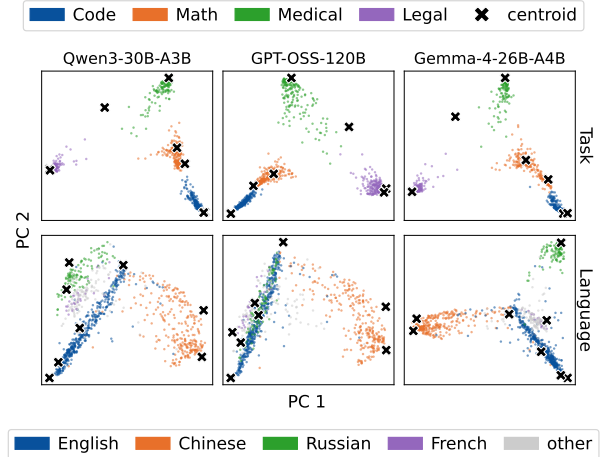 Code Math Medical Legal centroid
Qwen3-30B-A3B GPT-OSS-120B Gemma-4-26B-A4B
Task
PC 2
Language
PC 1
English Chinese Russian French other